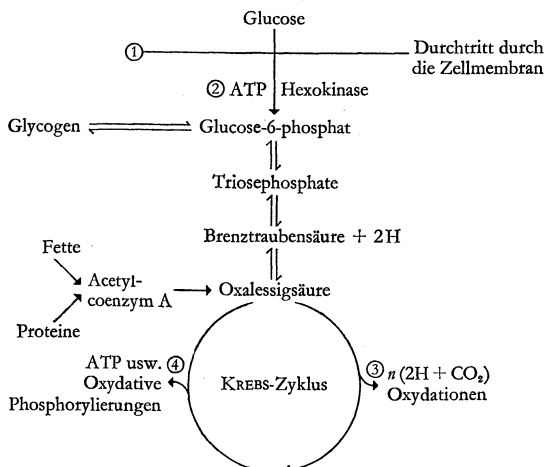 Glucose
①
Durchtritt durch
die Zellmembran
② ATP Hexokinase
Glycogen
Glucose-6-phosphat
Triosephosphate
Brenztraubensäure + 2H
Fette
Acetyl-
coenzym A
Oxalessigsäure
Proteine
ATP usw. ④
Oxydative
Phosphorylierungen
KREBS-Zyklus
③ n (2H + CO₂)
Oxydationen